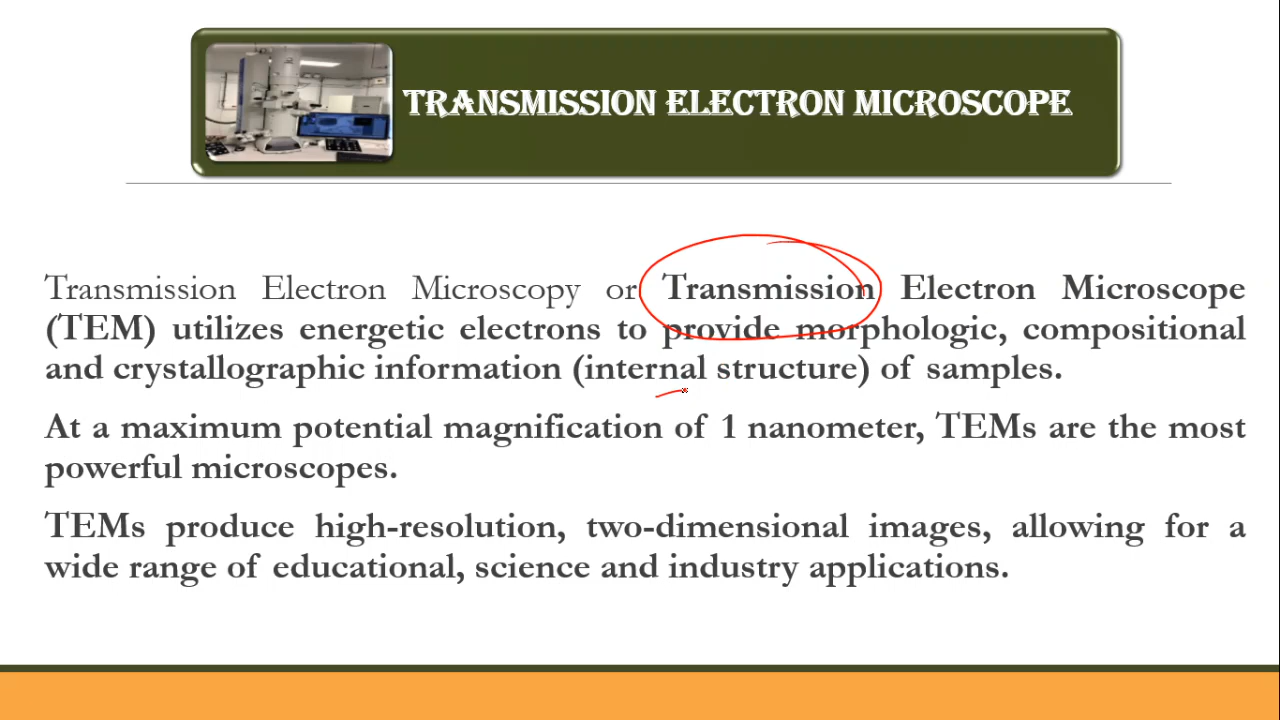 TRANSMISSION ELECTRON MICROSCOPE
Transmission Electron Microscopy or Transmission Electron Microscope
(TEM) utilizes energetic electrons to provide morphologic, compositional
and crystallographic information (internal structure) of samples.
At a maximum potential magnification of 1 nanometer, TEMs are the most
powerful microscopes.
TEMs produce high-resolution, two-dimensional images, allowing for a
wide range of educational, science and industry applications.